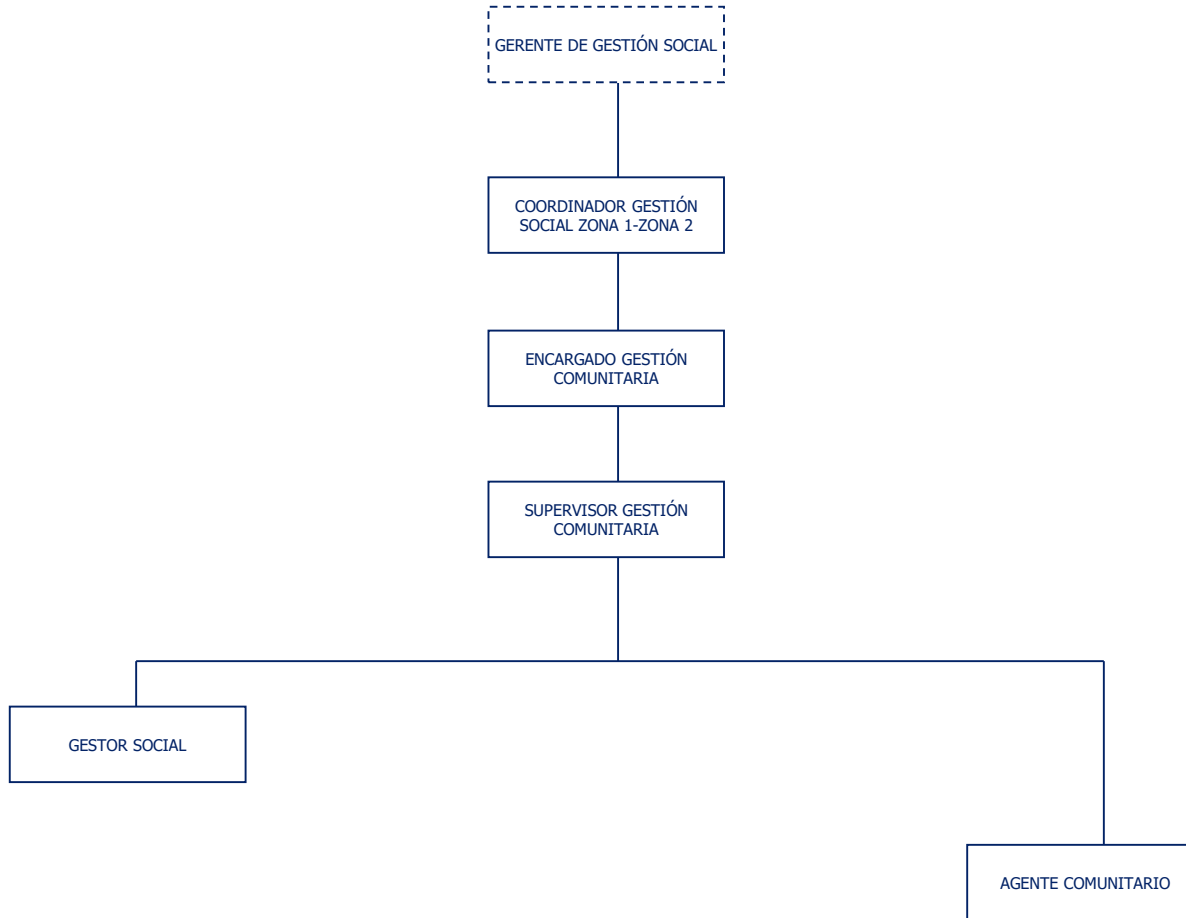 GERENTE DE GESTIÓN SOCIAL
COORDINADOR GESTIÓN
SOCIAL ZONA 1-ZONA 2
ENCARGADO GESTIÓN
COMUNITARIA
SUPERVISOR GESTIÓN
COMUNITARIA
GESTOR SOCIAL
AGENTE COMUNITARIO